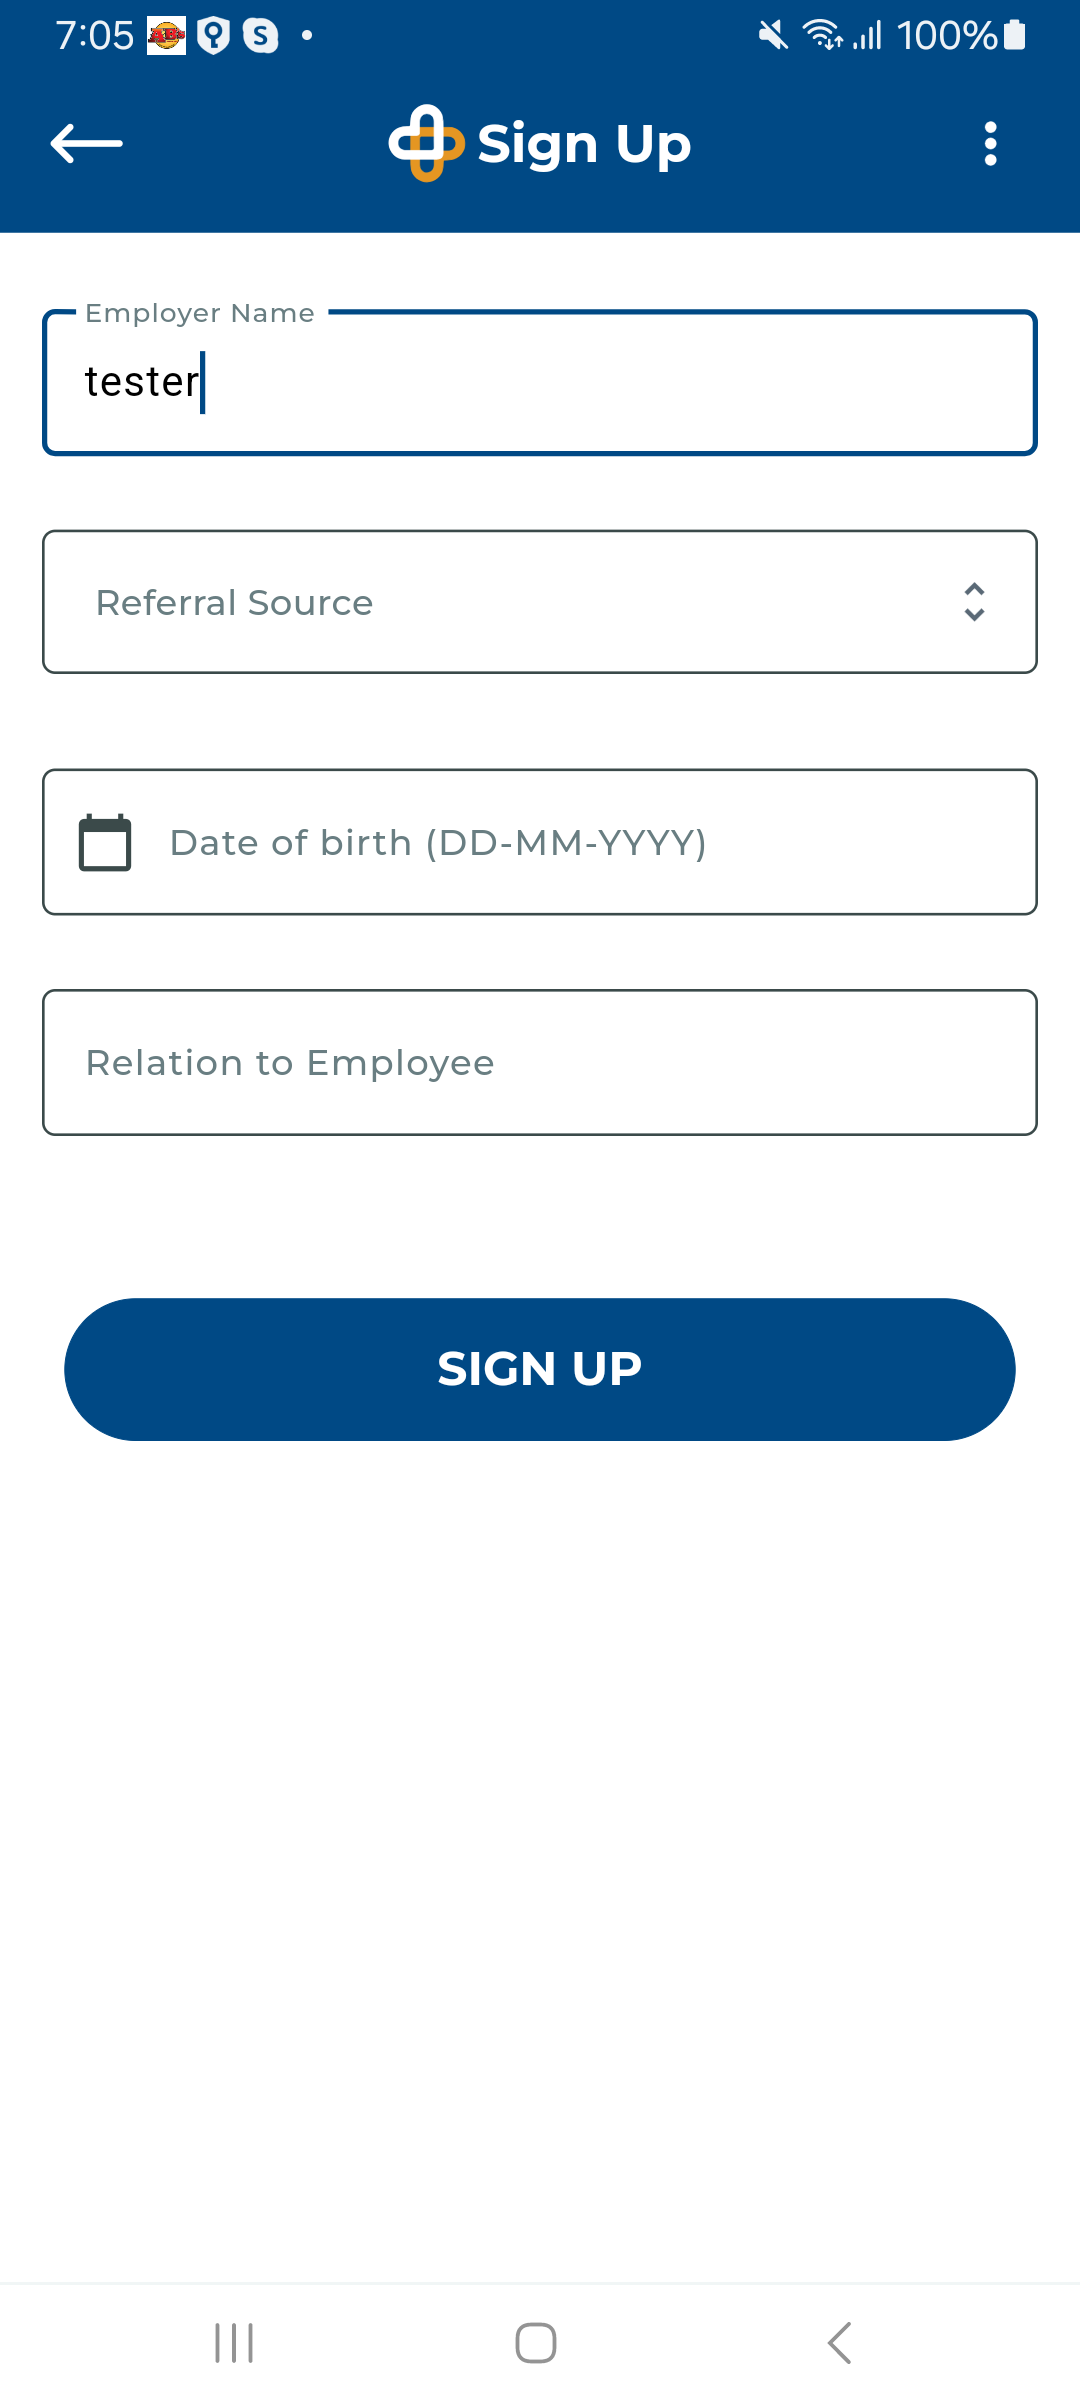 7:05 ABs S 100%
Sign Up
Employer Name
tester
Referral Source
Date of birth (DD-MM-YYYY)
Relation to Employee
SIGN UP